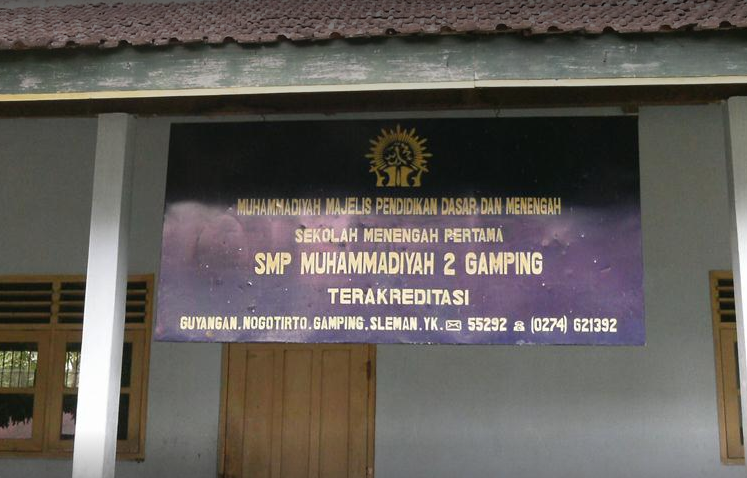 MUHAMMADIYAH MAJELIS PENDIDIKAN DASAR DAN MENENGAH
SEKOLAH MENENGAH PERTAMA
SMP MUHAMMADIYAH 2 GAMPING
TERAKREDITASI
GUYANGAN. NOGOTIRTO. GAMPING. SLEMAN. YK. ✉ 55292 ☎ (0274) 621392